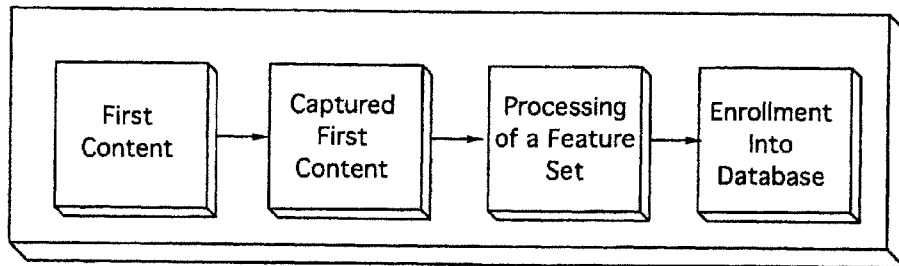 First
Content
Captured
First
Content
Processing
of a Feature
Set
Enrollment
Into
Database